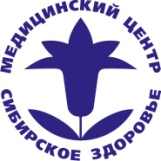 МЕДИЦИНСКИЙ ЦЕНТР
СИБИРСКОЕ ЗДОРОВЬЕ